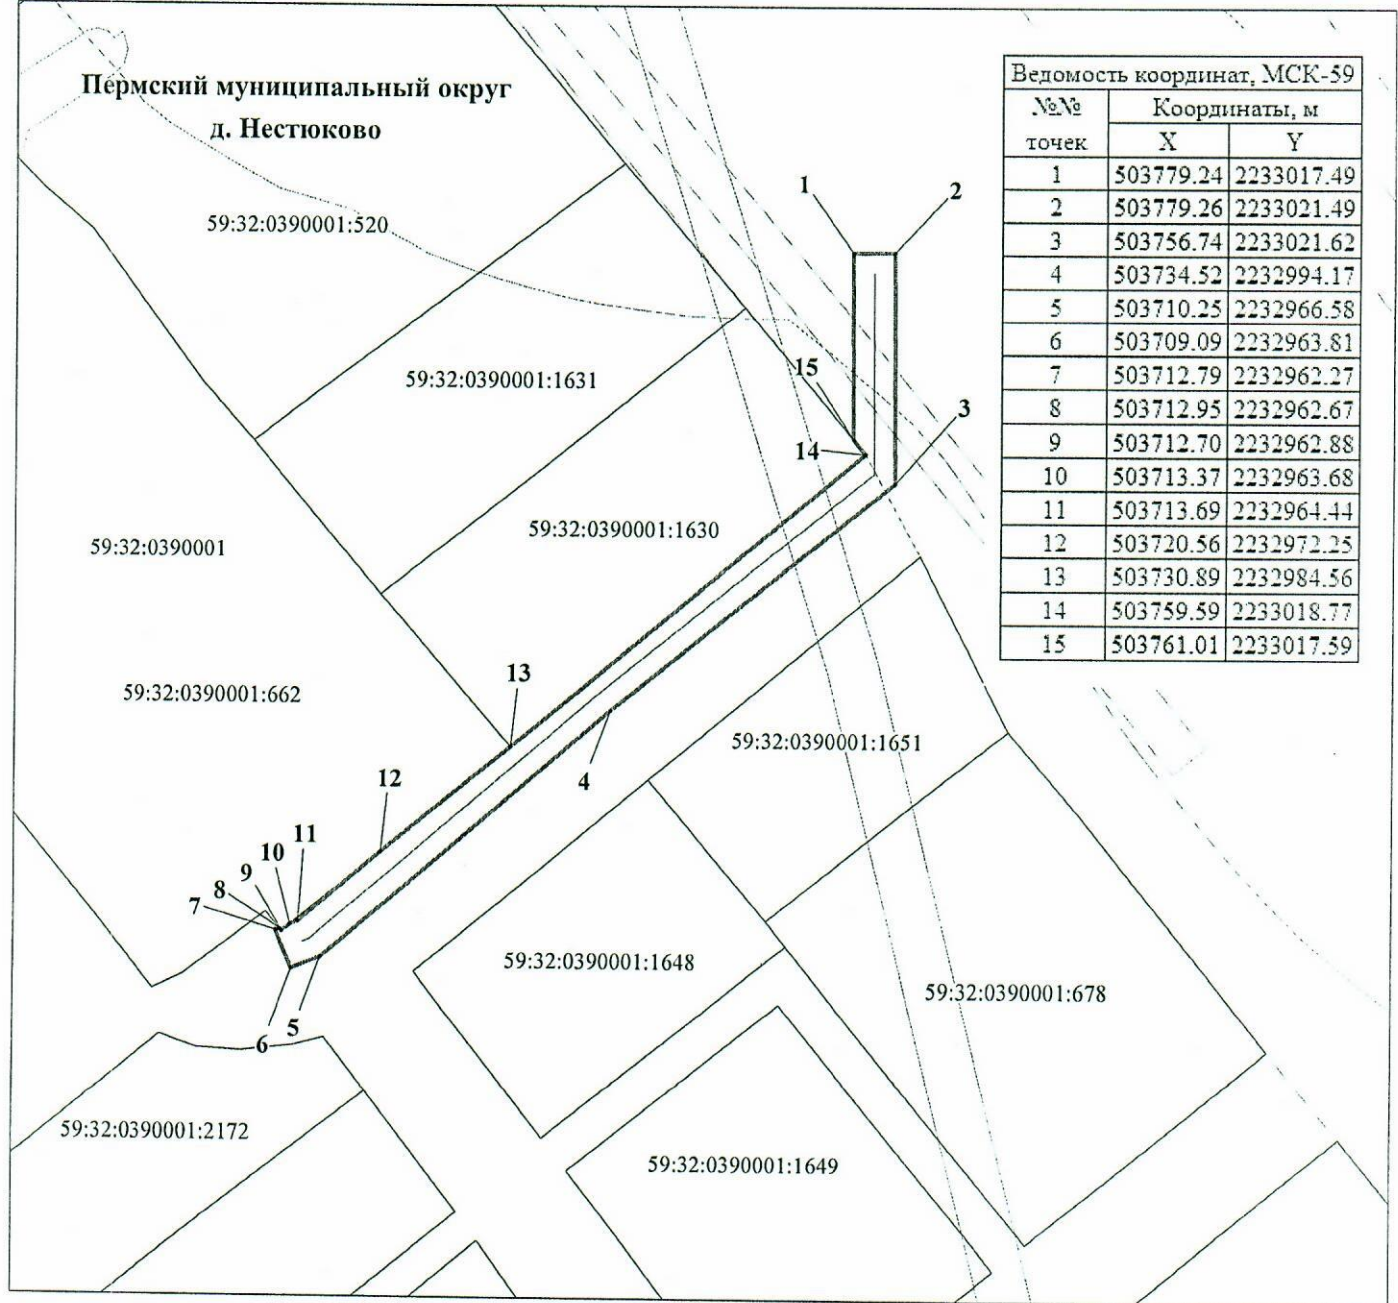 Пермский муниципальный округ
д. Нестюково
Ведомость координат, МСК-59
№№ точек Координаты, м
X Y
1 503779.24 2233017.49
2 503779.26 2233021.49
3 503756.74 2233021.62
4 503734.52 2232994.17
5 503710.25 2232966.58
6 503709.09 2232963.81
7 503712.79 2232962.27
8 503712.95 2232962.67
9 503712.70 2232962.88
10 503713.37 2232963.68
11 503713.69 2232964.44
12 503720.56 2232972.25
13 503730.89 2232984.56
14 503759.59 2233018.77
15 503761.01 2233017.59
1
2
59:32:0390001:520
15
59:32:0390001:1631
3
14
59:32:0390001:1630
59:32:0390001
13
59:32:0390001:662
59:32:0390001:1651
12
4
11
10
9
8
7
59:32:0390001:1648
59:32:0390001:678
5
6
59:32:0390001:2172
59:32:0390001:1649